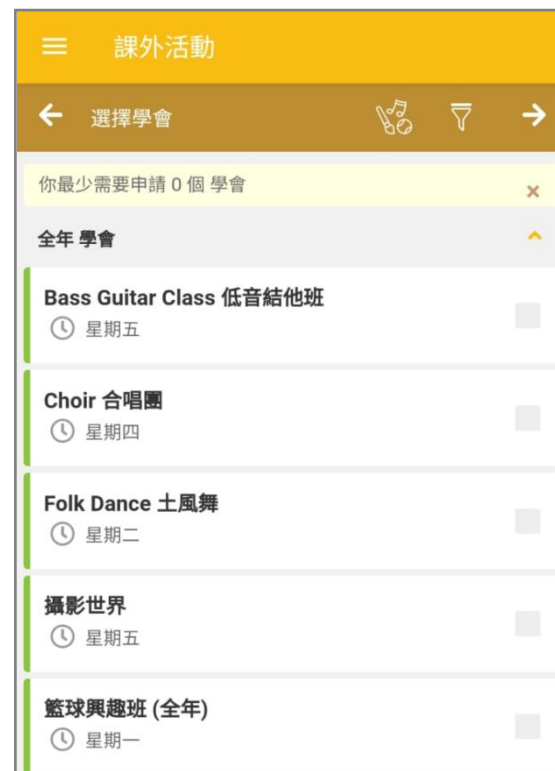 課外活動
選擇學會
你最少需要申請 0 個 學會
全年 學會
Bass Guitar Class 低音結他班
星期五
Choir 合唱團
星期四
Folk Dance 土風舞
星期二
攝影世界
星期五
籃球興趣班 (全年)
星期一